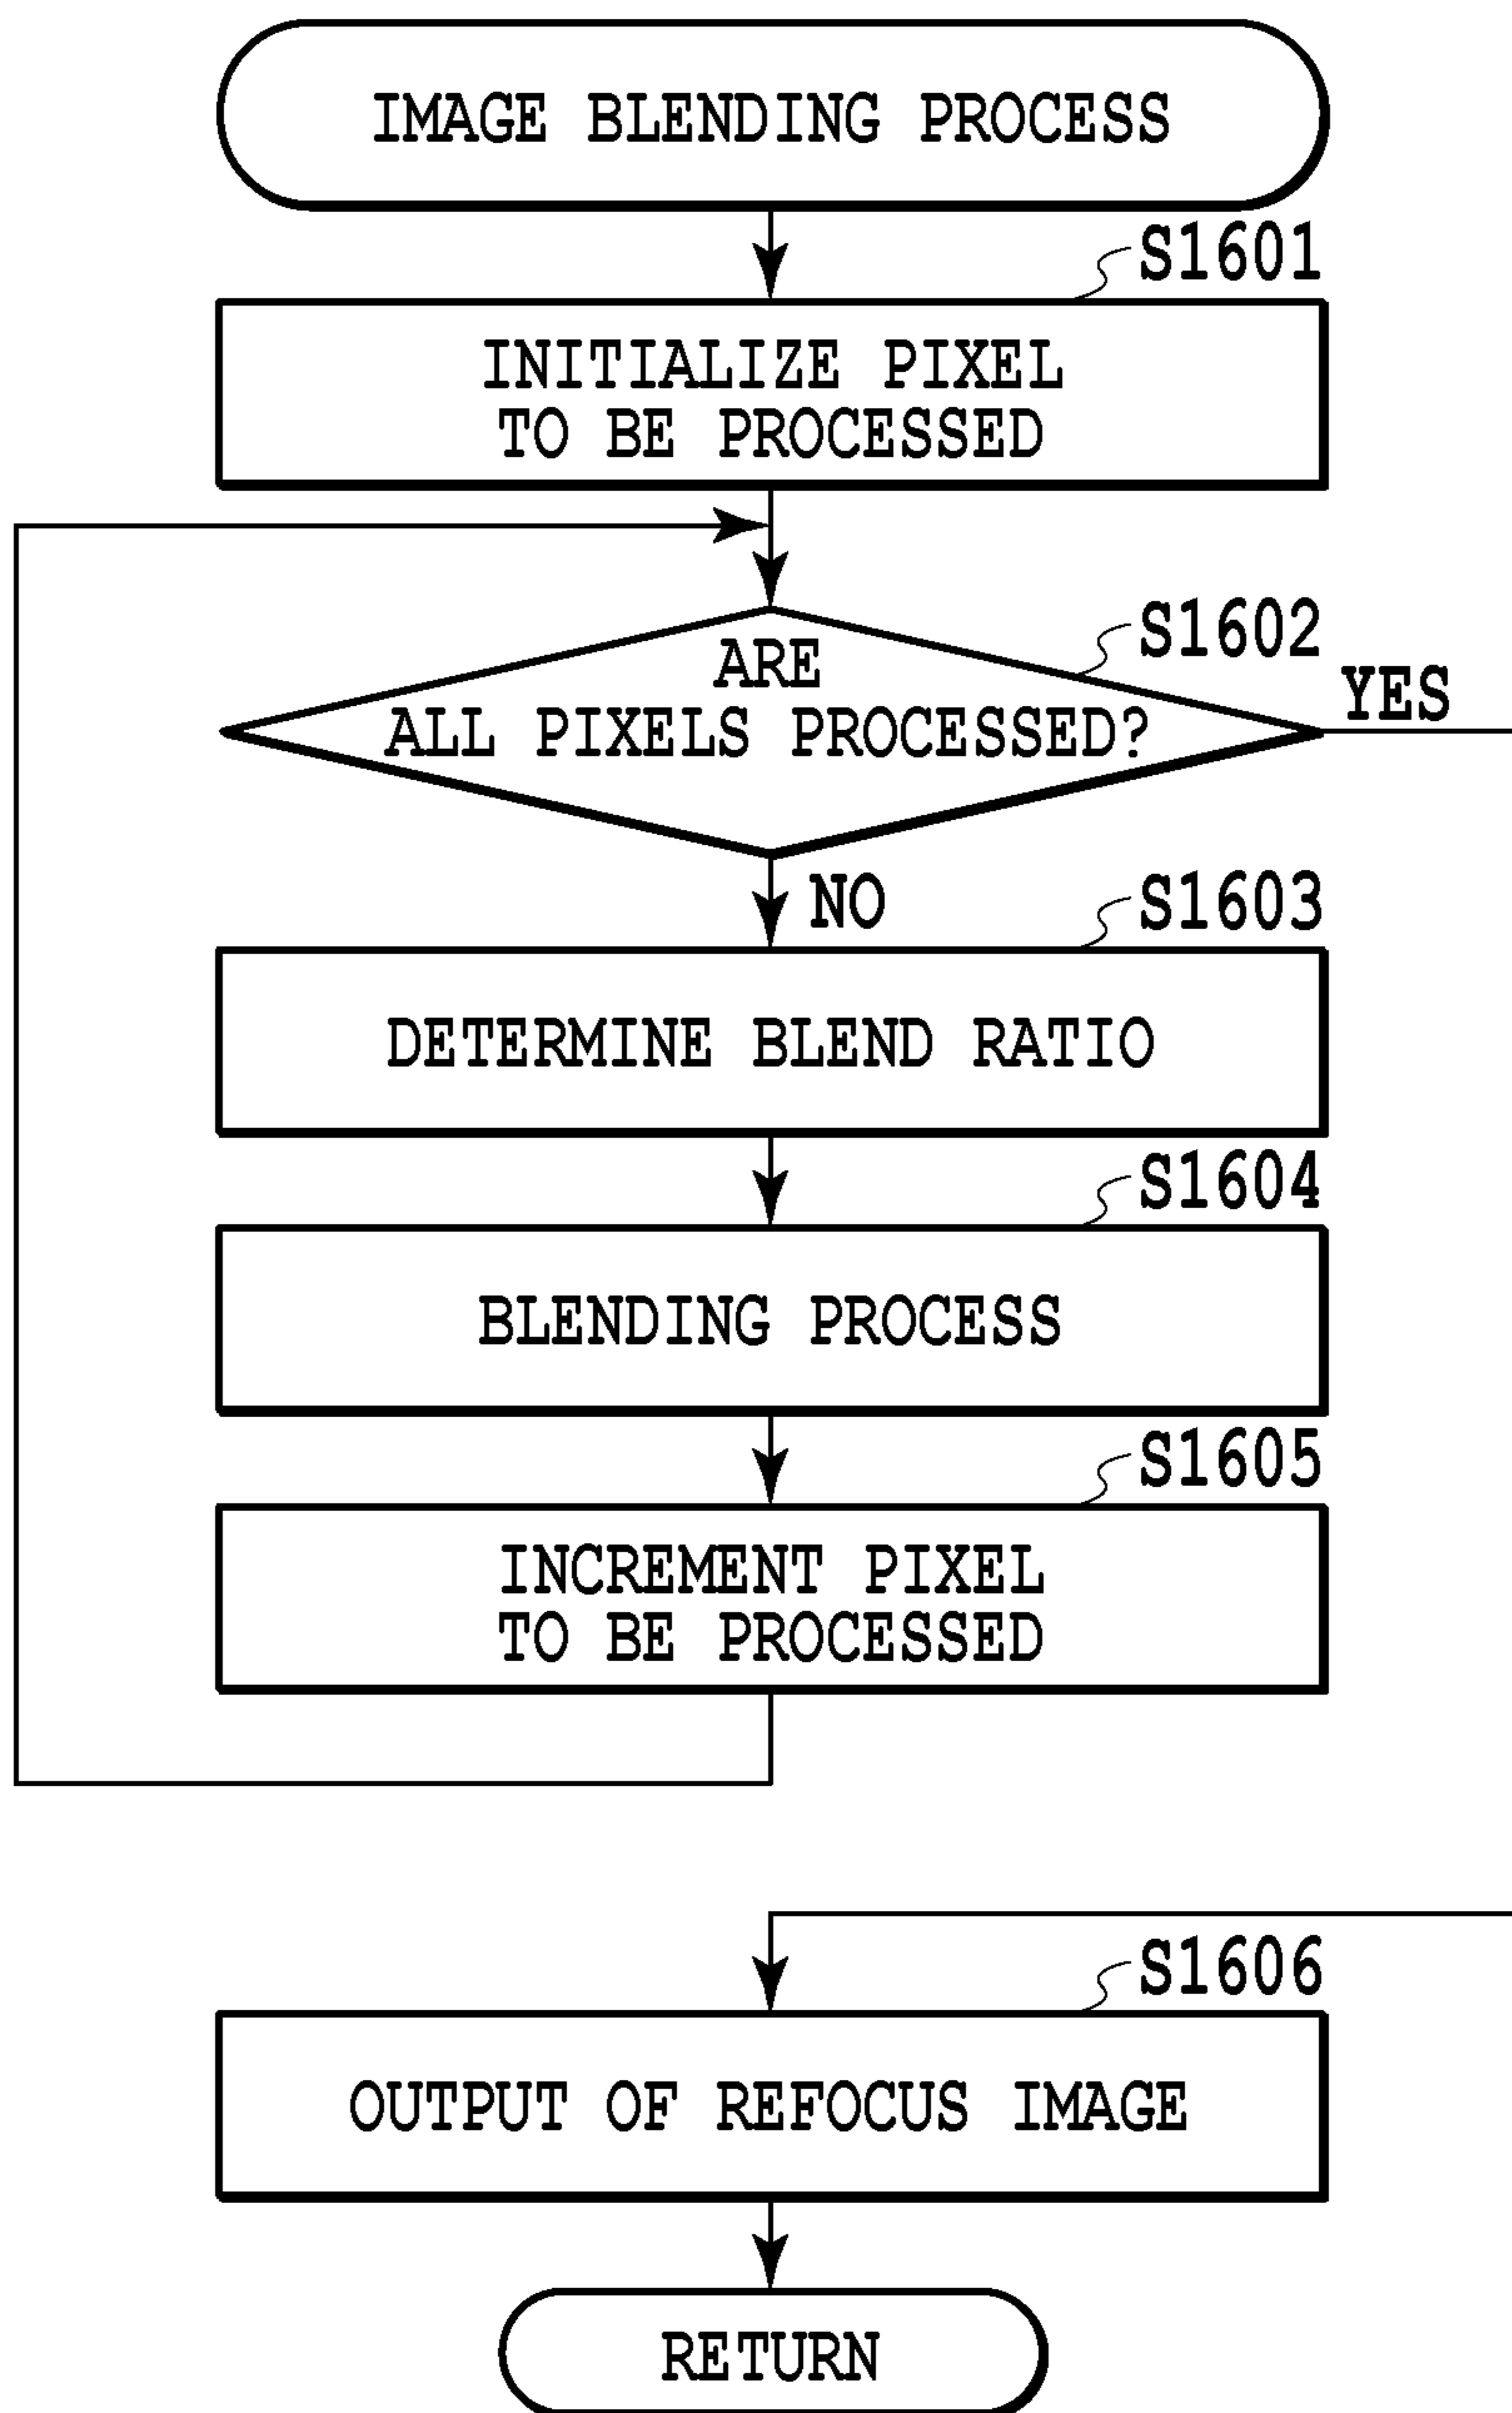 IMAGE BLENDING PROCESS
S1601
INITIALIZE PIXEL
TO BE PROCESSED
S1602
ARE
ALL PIXELS PROCESSED?
YES
NO
S1603
DETERMINE BLEND RATIO
S1604
BLENDING PROCESS
S1605
INCREMENT PIXEL
TO BE PROCESSED
S1606
OUTPUT OF REFOCUS IMAGE
RETURN